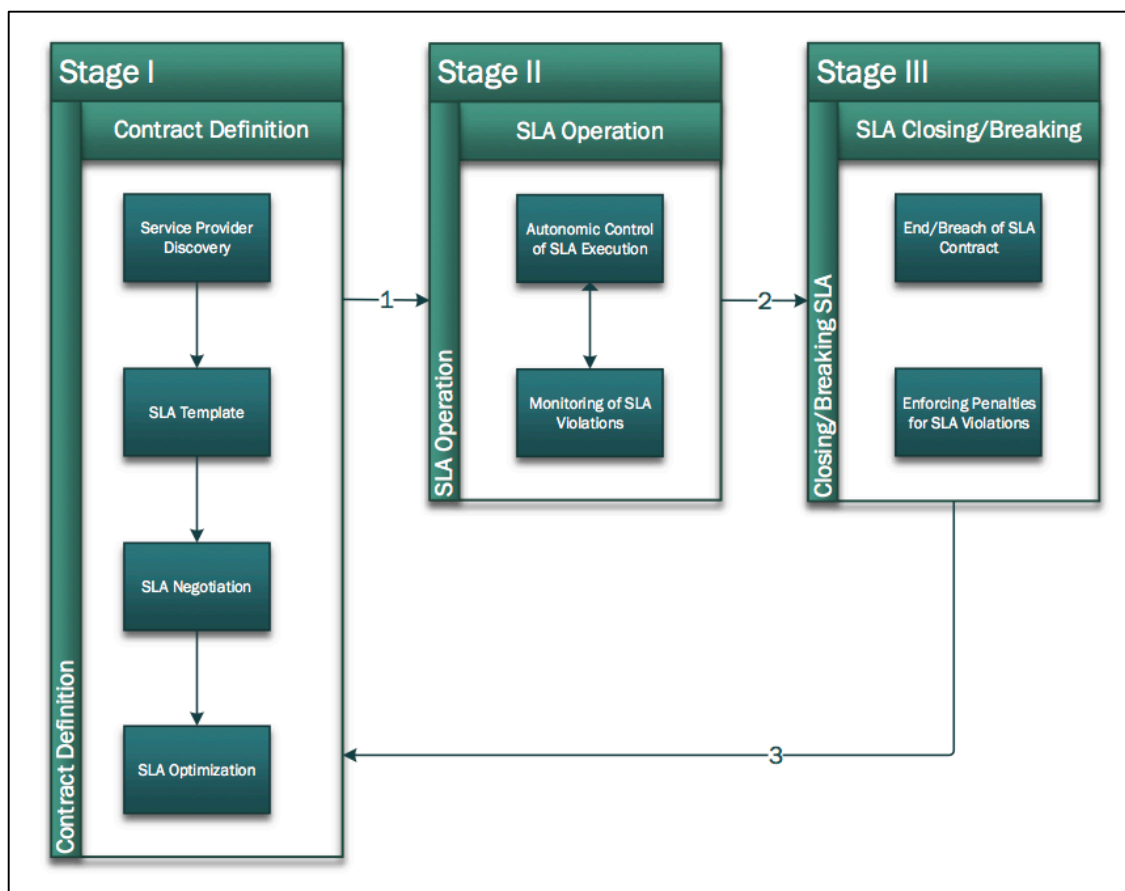 Stage I
Contract Definition
Service Provider
Discovery
SLA Template
SLA Negotiation
SLA Optimization
Contract Definition
1
Stage II
SLA Operation
Autonomic Control
of SLA Execution
Monitoring of SLA
Violations
SLA Operation
2
Stage III
SLA Closing/Breaking
End/Breach of SLA
Contract
Enforcing Penalties
for SLA Violations
Closing/Breaking SLA
3